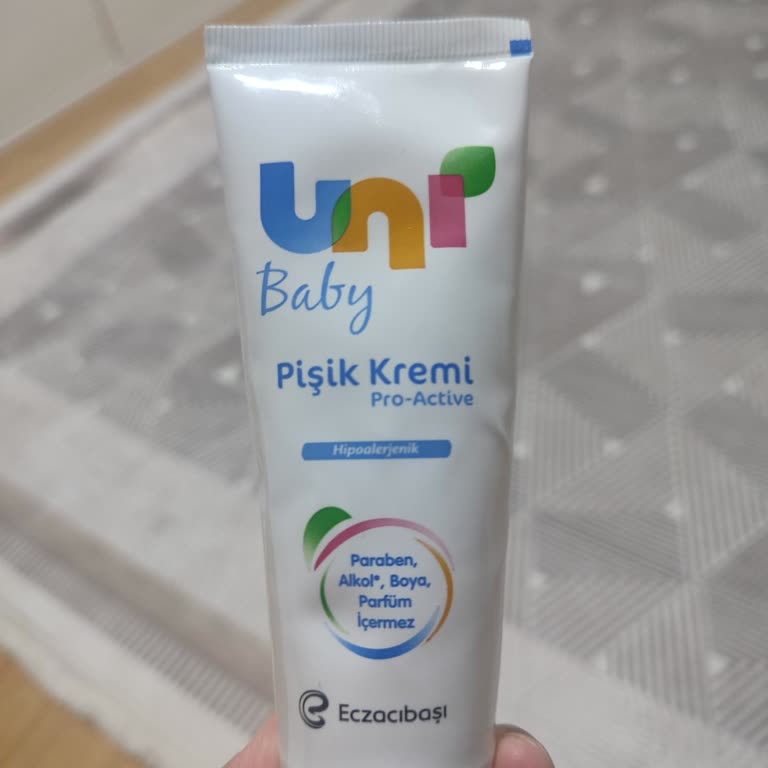 uni
Baby
Pişik Kremi
Pro-Active
Hipoalerjenik
Paraben,
Alkol*, Boya,
Parfüm
İçermez
Eczacıbaşı